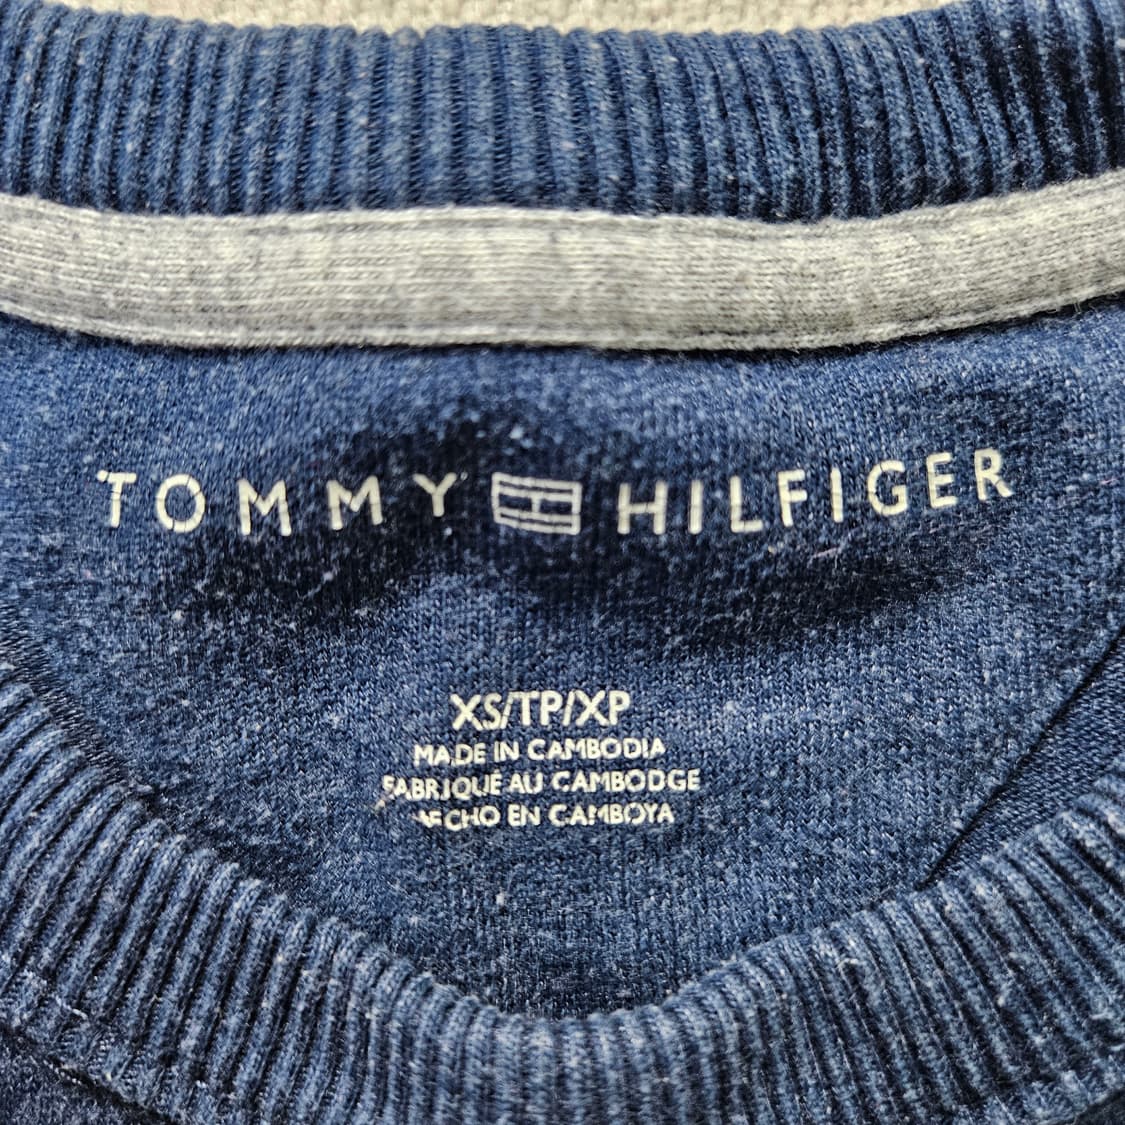 TOMMY HILFIGER
XS/TP/XP
MADE IN CAMBODIA
FABRIQUÉ AU CAMBODGE
HECHO EN CAMBOYA